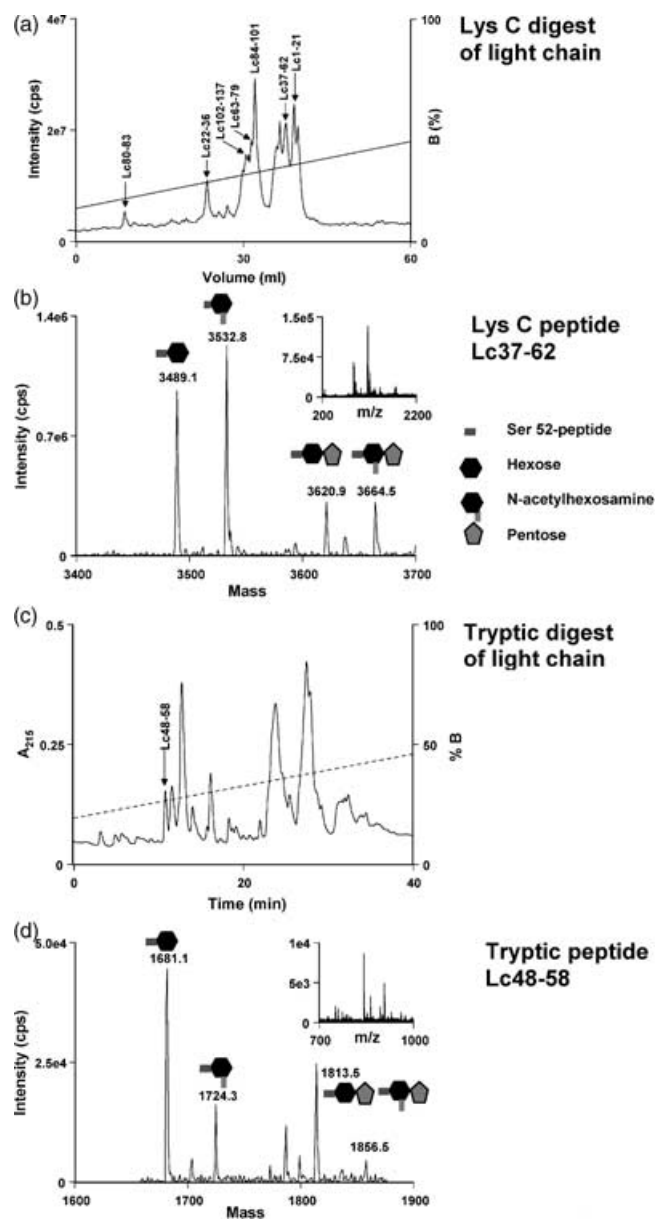 (a)
Lys C digest
of light chain
4e7
2e7
0
Intensity (cps)
100
0
B (%)
Lc80-83
Lc22-36
Lc102-137
Lc63-79
Lc84-101
Lc37-62
Lc1-21
0 30 60
Volume (ml)
(b)
Lys C peptide
Lc37-62
1.4e6
0.7e6
0
Intensity (cps)
3489.1
3532.8
3620.9
3664.5
1.5e5
7.5e4
0
200 2200
m/z
3400 3500 3600 3700
Mass
Ser 52-peptide
Hexose
N-acetylhexosamine
Pentose
(c)
Tryptic digest
of light chain
0.5
0.25
0
A215
100
50
0
% B
Lc48-58
0 20 40
Time (min)
(d)
Tryptic peptide
Lc48-58
5.0e4
2.5e4
0
Intensity (cps)
1681.1
1724.3
1813.5
1856.5
1e4
5e3
0
700 1000
m/z
1600 1700 1800 1900
Mass